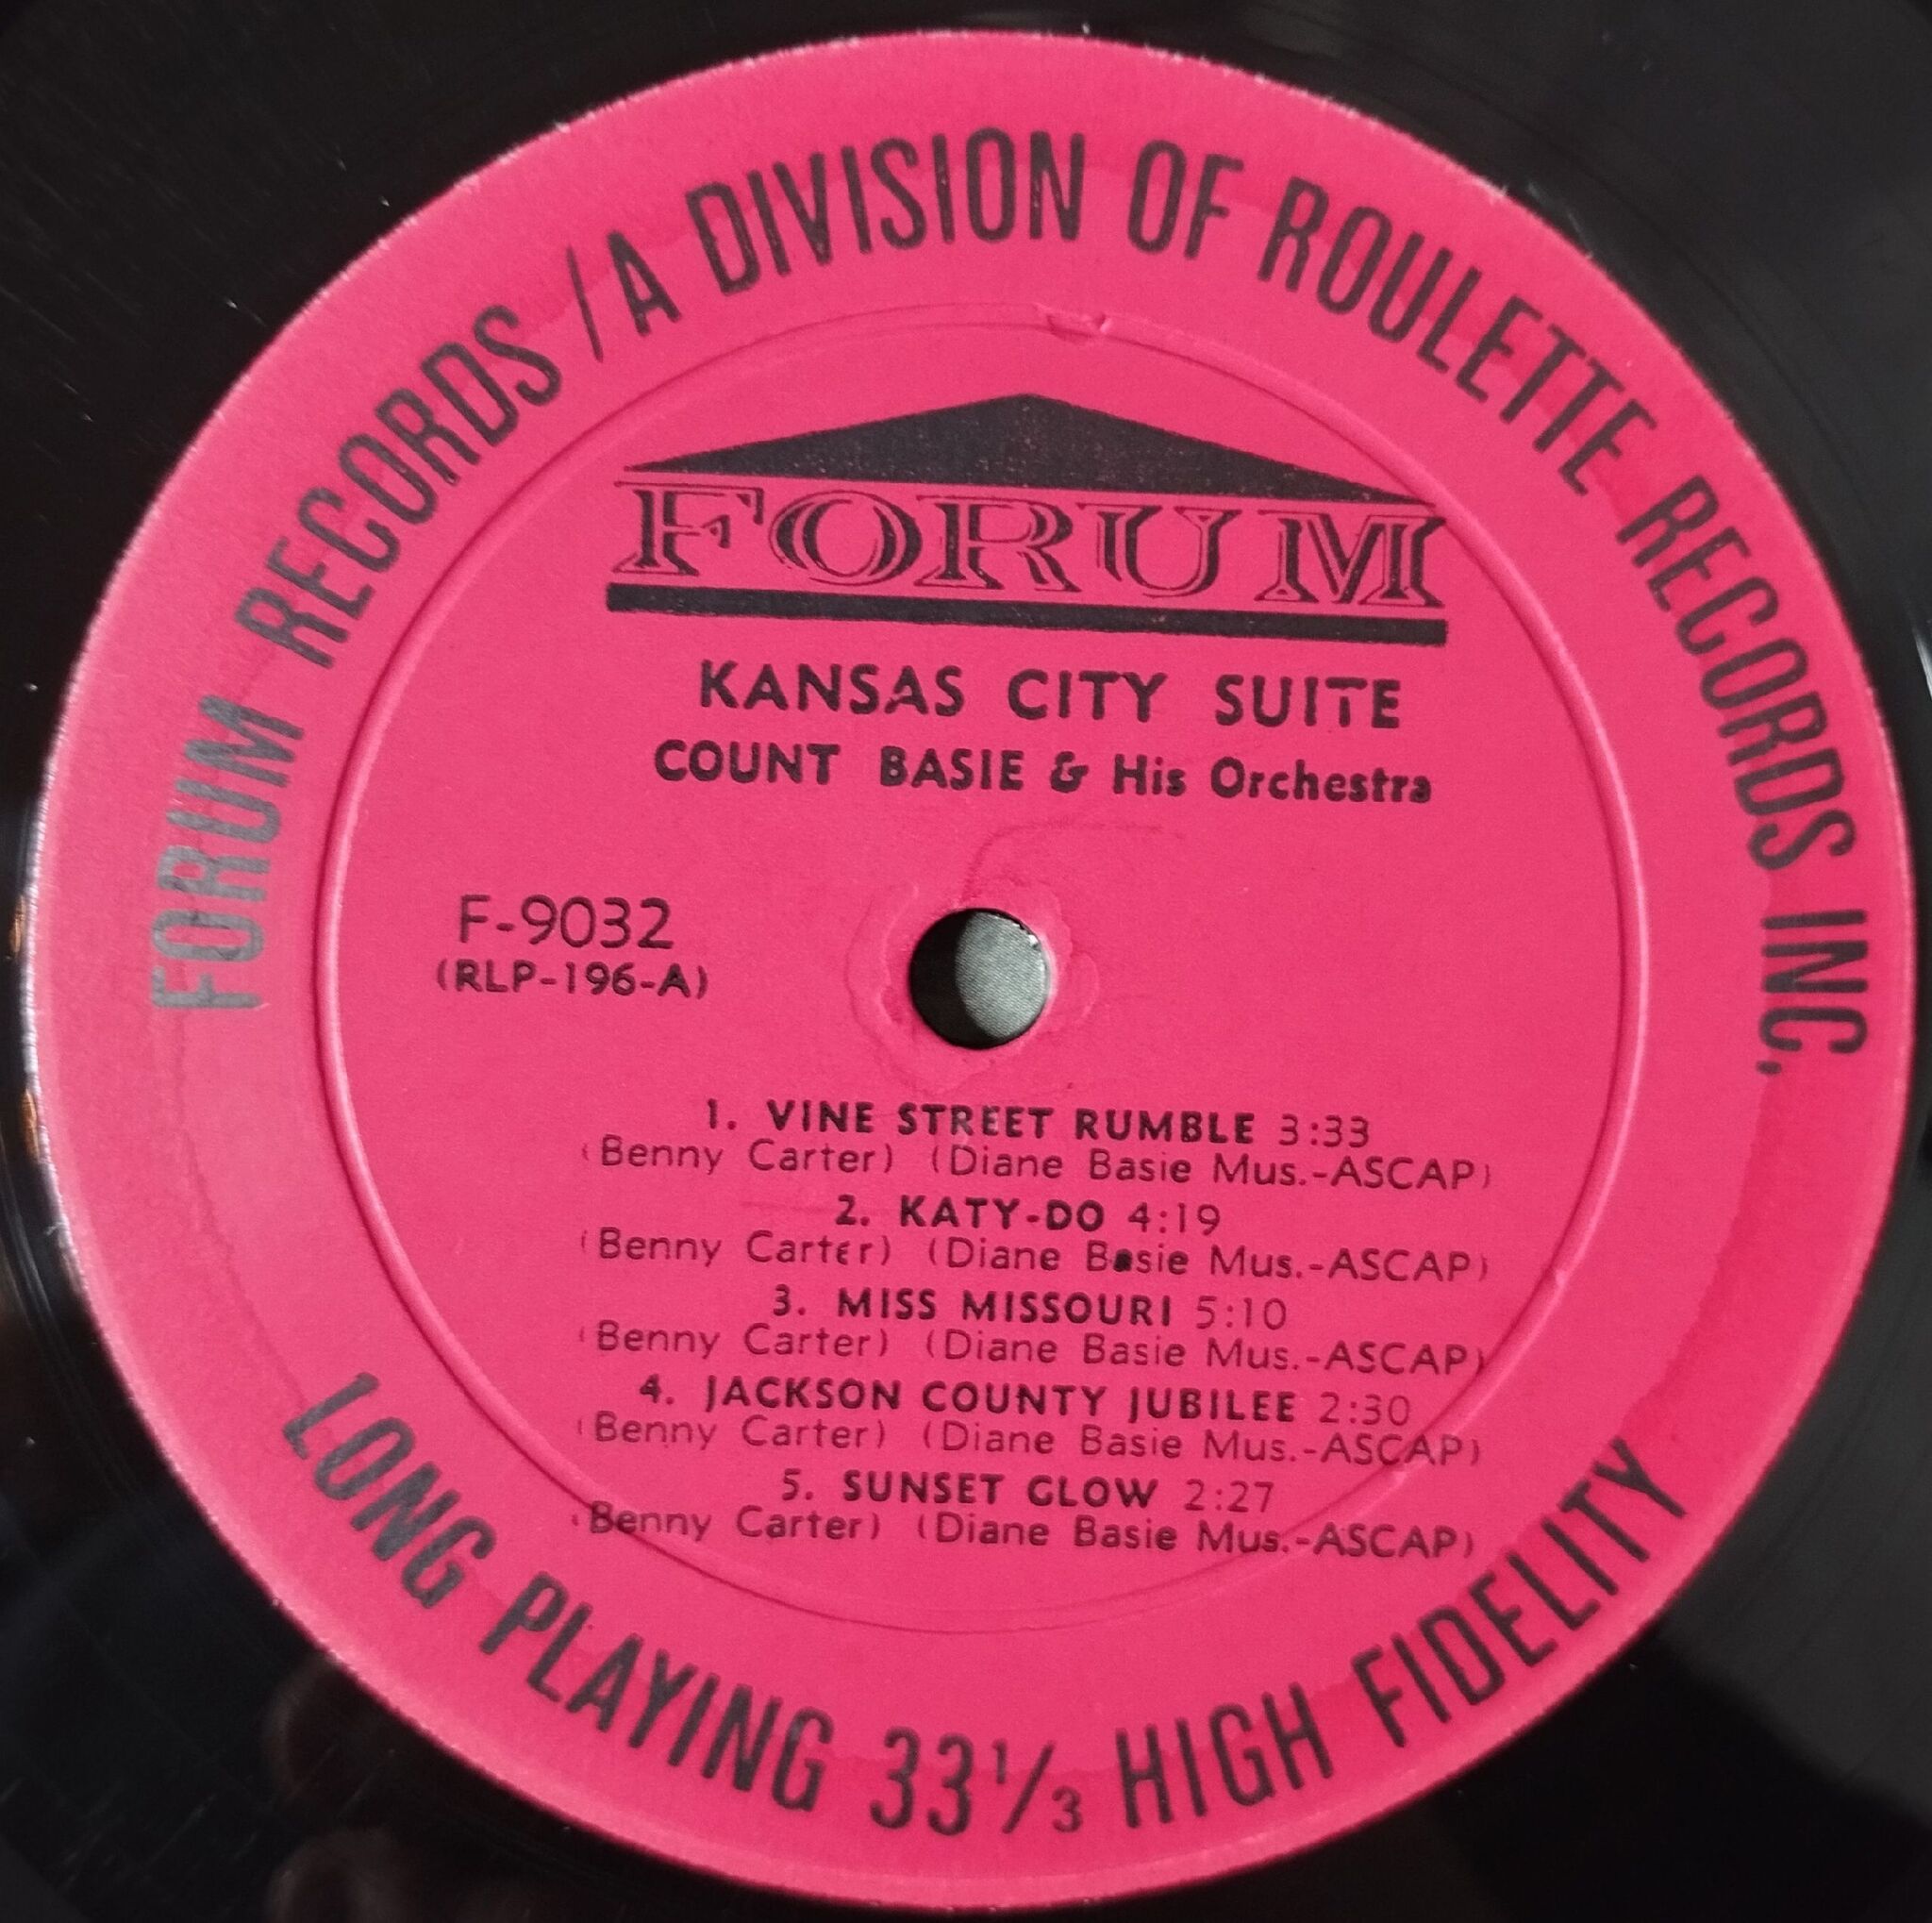 FORUM RECORDS /A DIVISION OF ROULETTE RECORDS INC.
FORUM
KANSAS CITY SUITE
COUNT BASIE & His Orchestra
F-9032
(RLP-196-A)
1. VINE STREET RUMBLE 3:33
(Benny Carter) (Diane Basie Mus.-ASCAP)
2. KATY-DO 4:19
(Benny Carter) (Diane Basie Mus.-ASCAP)
3. MISS MISSOURI 5:10
(Benny Carter) (Diane Basie Mus.-ASCAP)
4. JACKSON COUNTY JUBILEE 2:30
(Benny Carter) (Diane Basie Mus.-ASCAP)
5. SUNSET GLOW 2:27
(Benny Carter) (Diane Basie Mus.-ASCAP)
LONG PLAYING 33⅓ HIGH FIDELITY